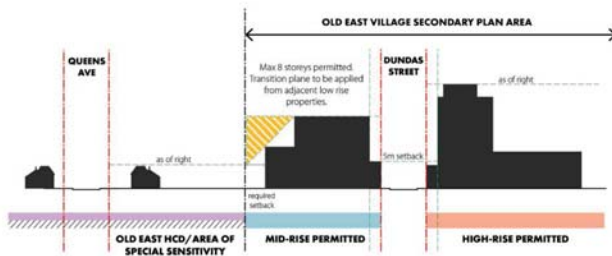 OLD EAST VILLAGE SECONDARY PLAN AREA
QUEENS
AVE
Max 8 storeys permitted.
Transition plane to be applied
from adjacent low rise
properties.
DUNDAS
STREET
as of right
as of right
5m setback
required
setback
OLD EAST HCD/AREA OF
SPECIAL SENSITIVITY
MID-RISE PERMITTED
HIGH-RISE PERMITTED